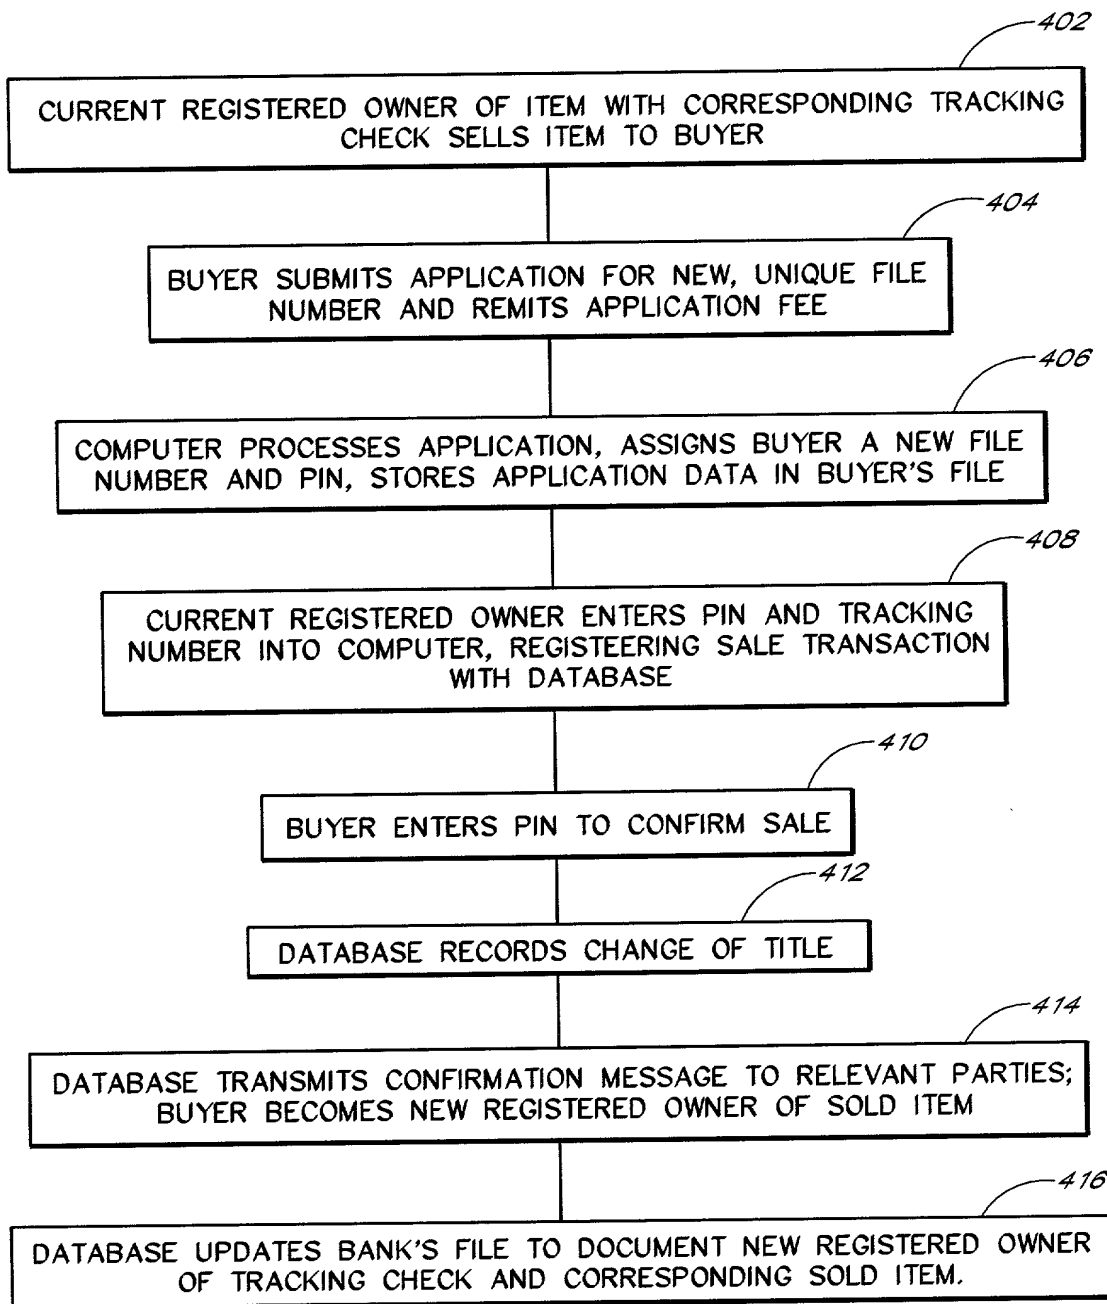 402
CURRENT REGISTERED OWNER OF ITEM WITH CORRESPONDING TRACKING
CHECK SELLS ITEM TO BUYER
404
BUYER SUBMITS APPLICATION FOR NEW, UNIQUE FILE
NUMBER AND REMITS APPLICATION FEE
406
COMPUTER PROCESSES APPLICATION, ASSIGNS BUYER A NEW FILE
NUMBER AND PIN, STORES APPLICATION DATA IN BUYER'S FILE
408
CURRENT REGISTERED OWNER ENTERS PIN AND TRACKING
NUMBER INTO COMPUTER, REGISTEERING SALE TRANSACTION
WITH DATABASE
410
BUYER ENTERS PIN TO CONFIRM SALE
412
DATABASE RECORDS CHANGE OF TITLE
414
DATABASE TRANSMITS CONFIRMATION MESSAGE TO RELEVANT PARTIES;
BUYER BECOMES NEW REGISTERED OWNER OF SOLD ITEM
416
DATABASE UPDATES BANK'S FILE TO DOCUMENT NEW REGISTERED OWNER
OF TRACKING CHECK AND CORRESPONDING SOLD ITEM.